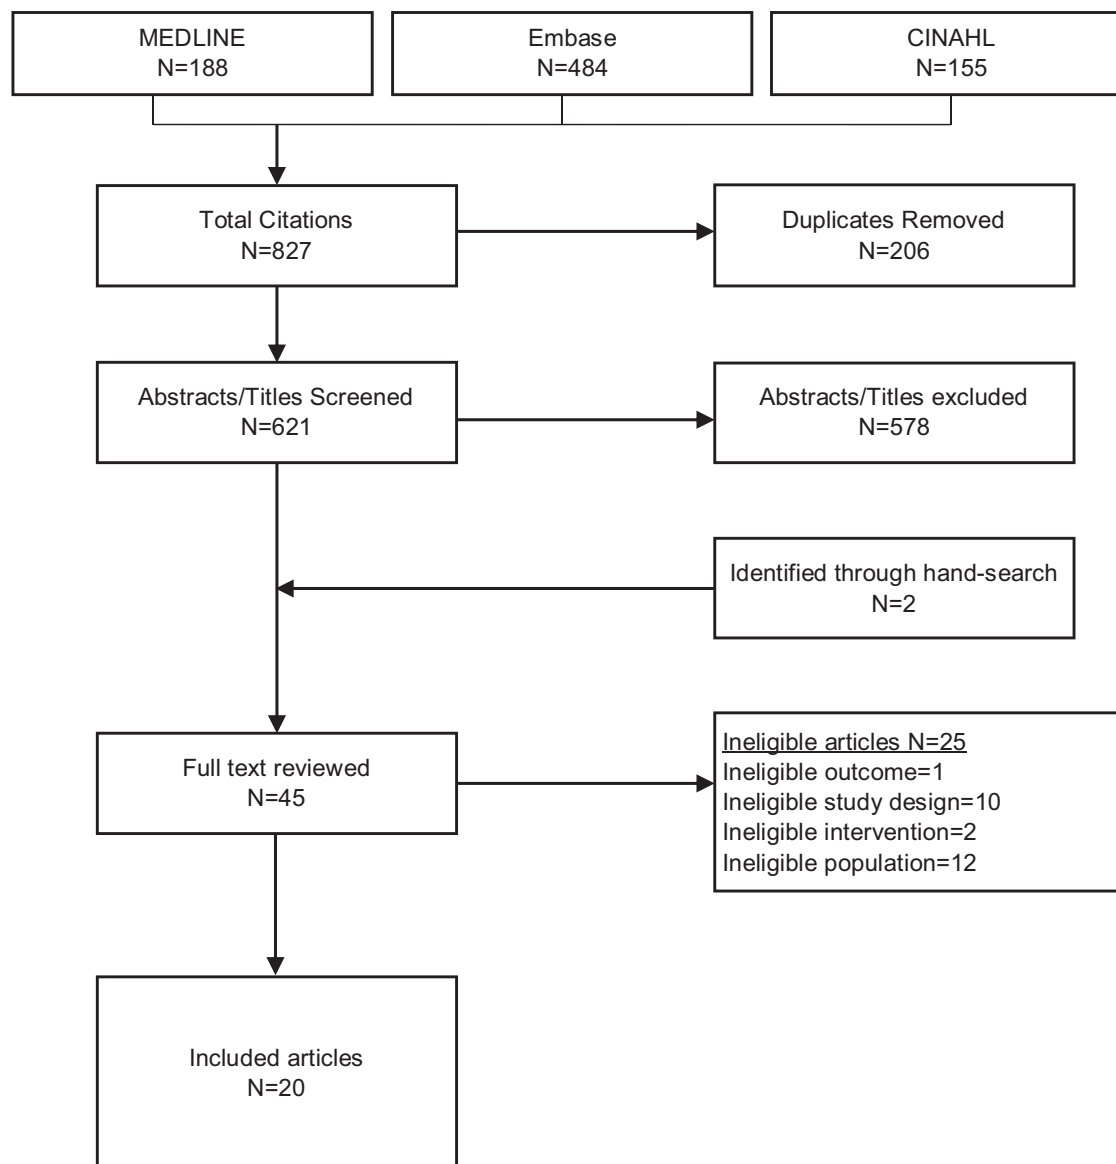 MEDLINE
N=188
Embase
N=484
CINAHL
N=155
Total Citations
N=827
Duplicates Removed
N=206
Abstracts/Titles Screened
N=621
Abstracts/Titles excluded
N=578
Identified through hand-search
N=2
Full text reviewed
N=45
Ineligible articles N=25
Ineligible outcome=1
Ineligible study design=10
Ineligible intervention=2
Ineligible population=12
Included articles
N=20